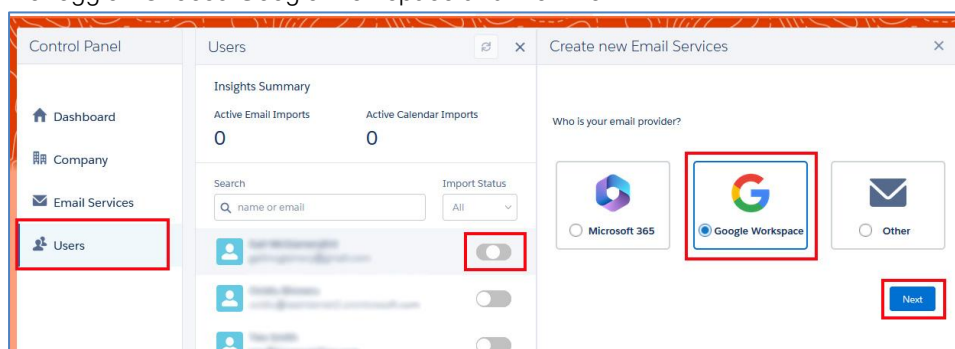 Control Panel
Dashboard
Company
Email Services
Users
Users
Insights Summary
Active Email Imports Active Calendar Imports
0 0
Search Import Status
name or email All
Create new Email Services
Who is your email provider?
Microsoft 365 Google Workspace Other
Next